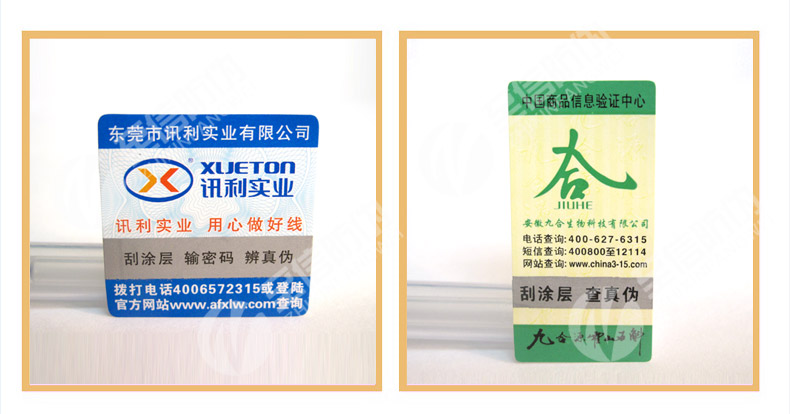 东莞市讯利实业有限公司
XUETON
®
讯利实业
讯利实业 用心做好线
刮涂层 输密码 辨真伪
拨打电话4006572315或登陆
官方网站www.afxlw.com查询
中国商品信息验证中心
JIUHE
安徽九合生物科技有限公司
电话查询:400-627-6315
短信查询:400800至12114
网站查询:www.china3-15.com
刮涂层 查真伪
九合